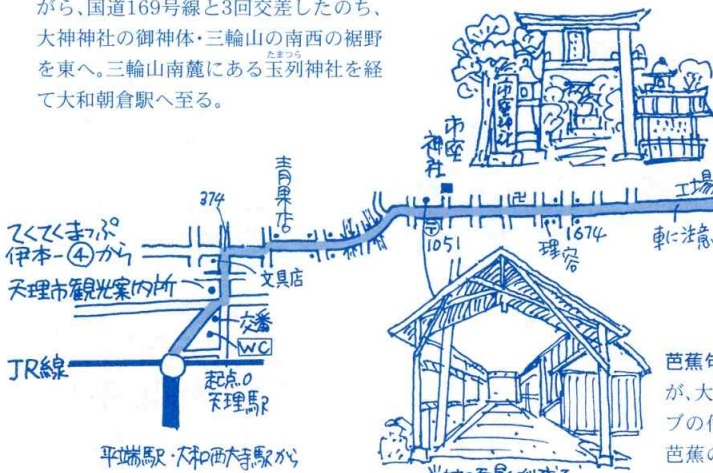 がら、国道169号線と3回交差したのち、
大神神社の御神体・三輪山の南西の裾野
を東へ。三輪山南麓にある玉列神社を経
たまつら
て大和朝倉駅へ至る。
市座神社
市座
神社
青果店
374
工場
てくてくまっぷ
伊本-④から
〒1051
理容
1674
車に注意
文具店
天理市観光案内所
交番
WC
JR線
起点の
天理駅
平端駅・大和西大寺駅から
芭蕉句
が、大
ブの
芭蕉の